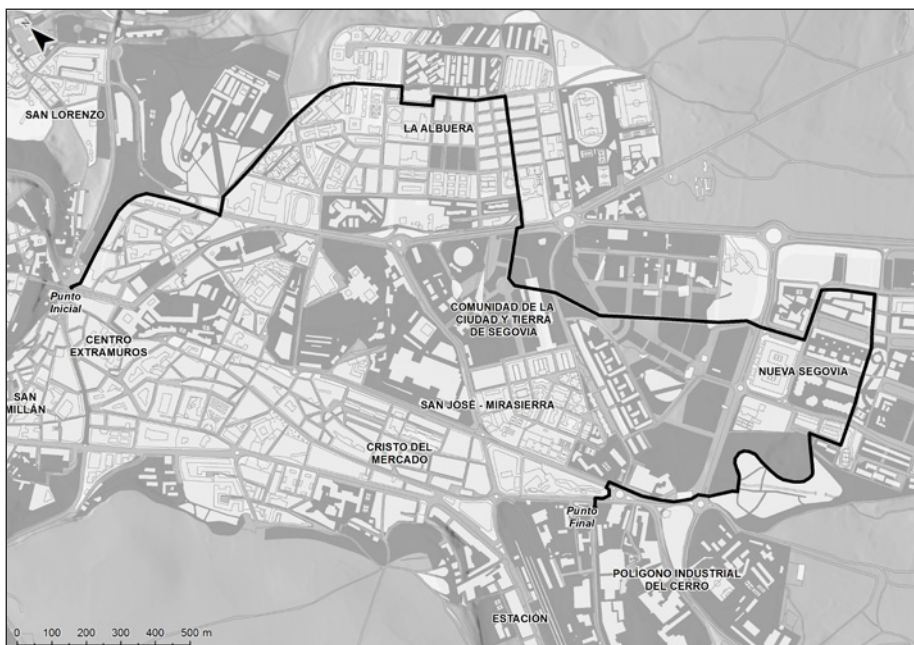 SAN LORENZO
LA ALBUERA
Punto
Inicial
CENTRO
EXTRAMUROS
COMUNIDAD DE LA
CIUDAD Y TIERRA
DE SEGOVIA
NUEVA SEGOVIA
SAN
MILLÁN
SAN JOSÉ - MIRASIERRA
CRISTO DEL
MERCADO
Punto
Final
POLÍGONO INDUSTRIAL
DEL CERRO
ESTACIÓN
0 100 200 300 400 500 m